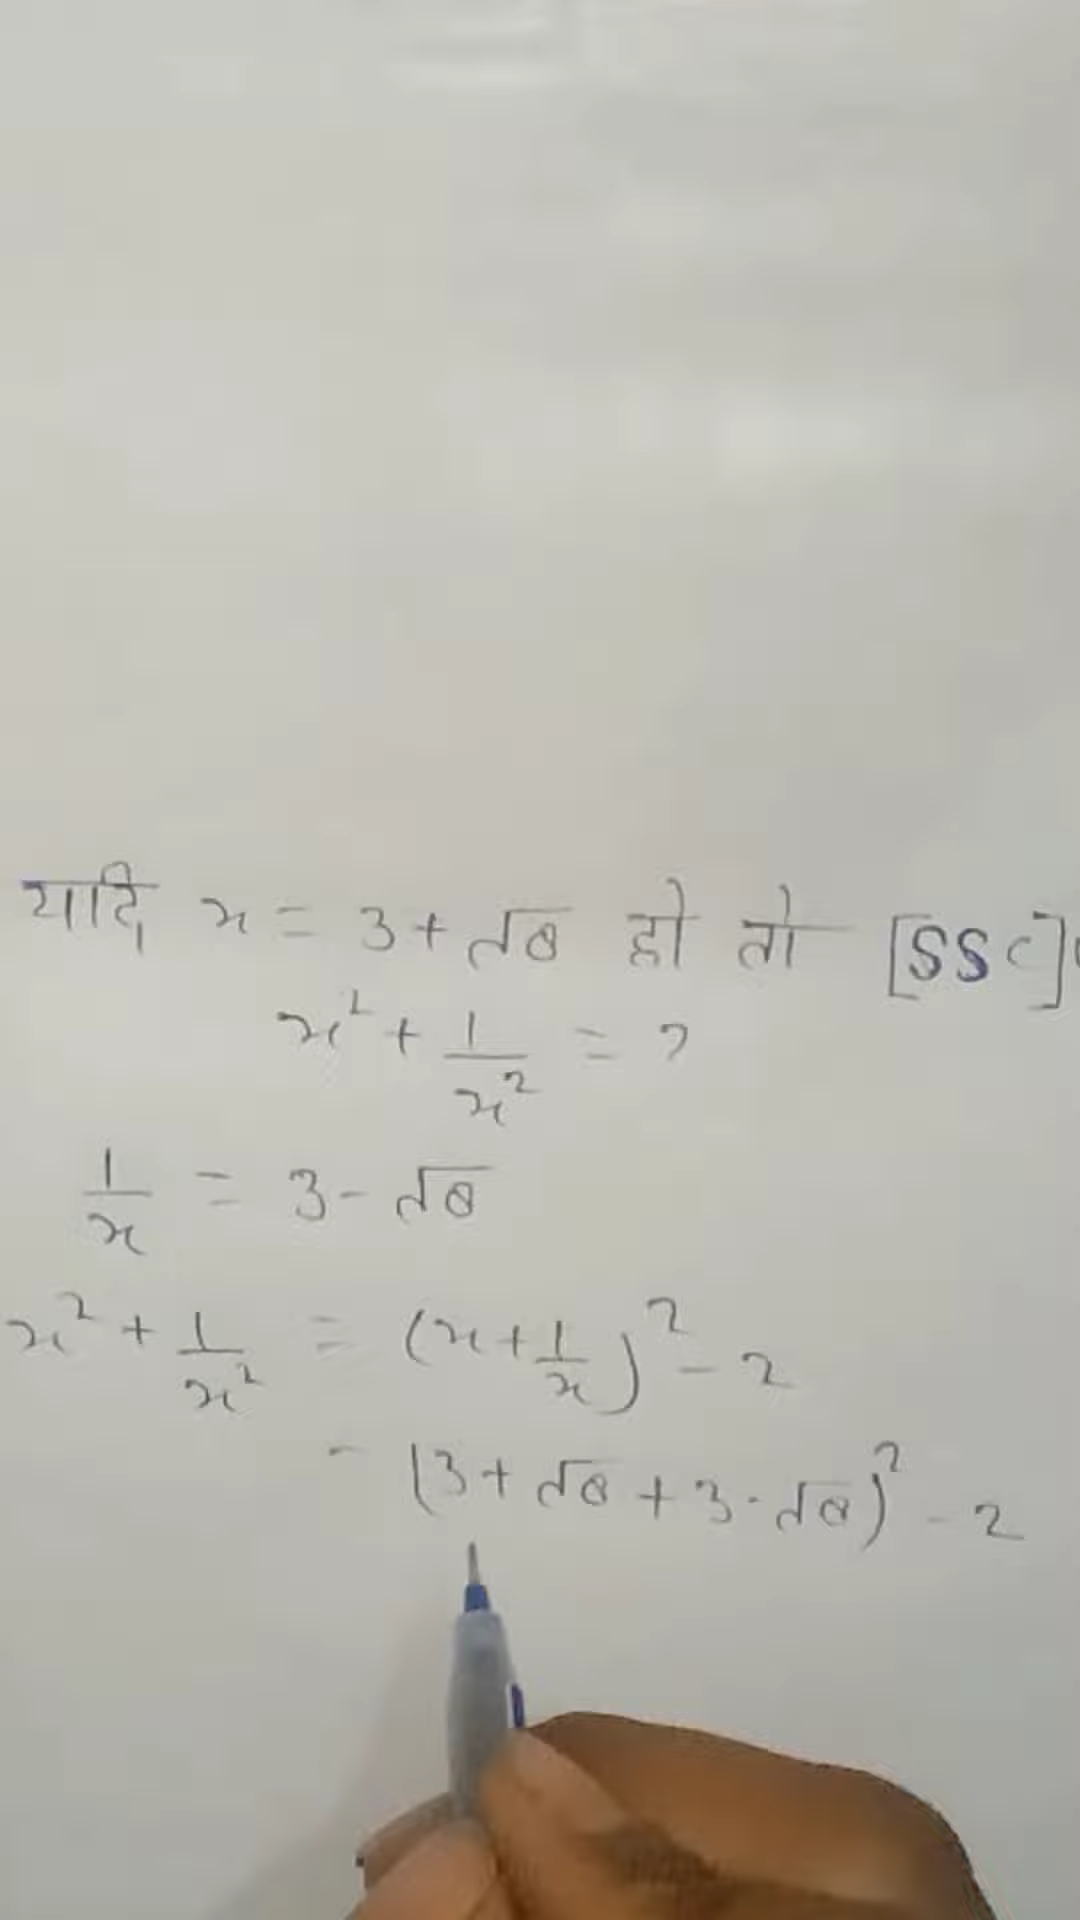 यदि x = 3 + √8 हो तो [SSC]
x² + 1/x² = ?
1/x = 3 - √8
x² + 1/x² = (x + 1/x)² - 2
- (3 + √8 + 3 - √8)² - 2